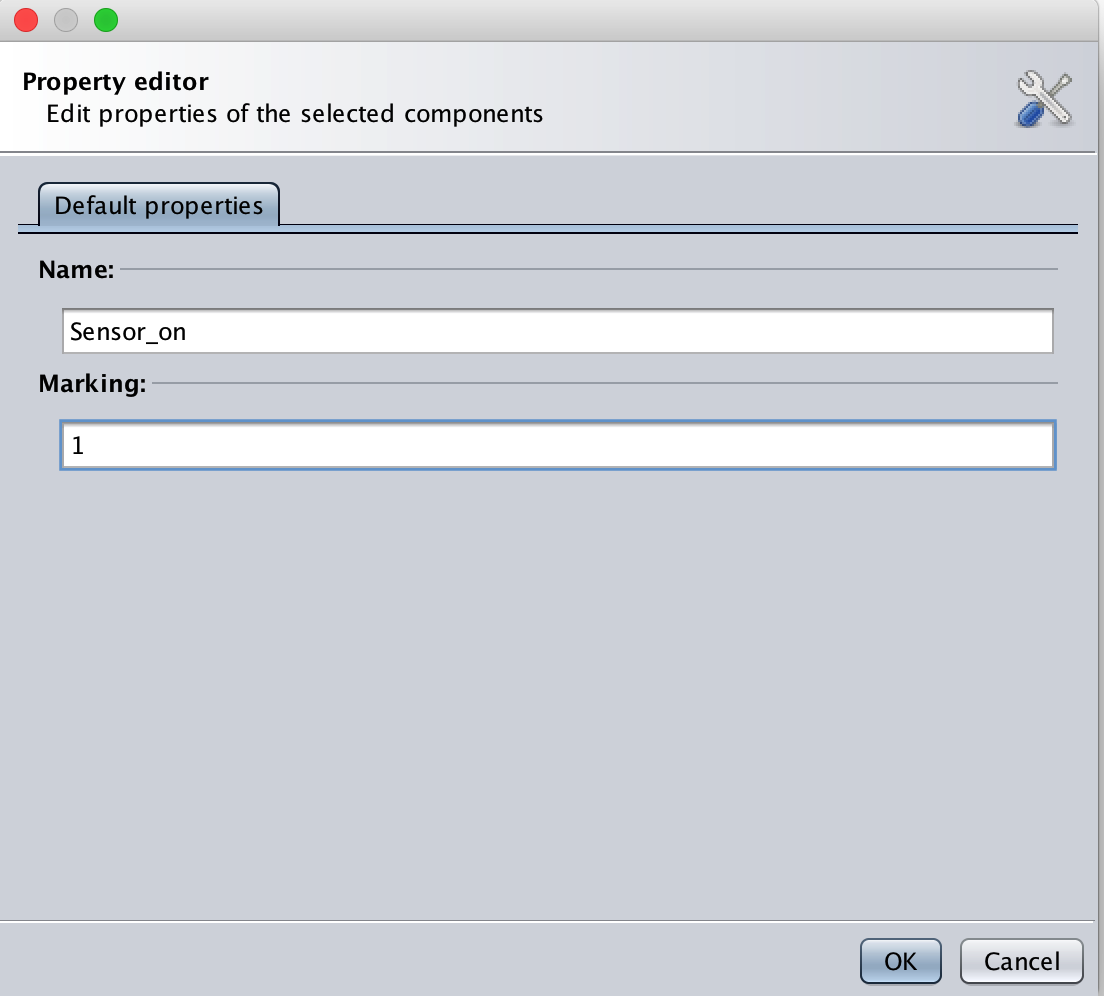 Property editor
Edit properties of the selected components
Default properties
Name:
Sensor_on
Marking:
1
OK
Cancel